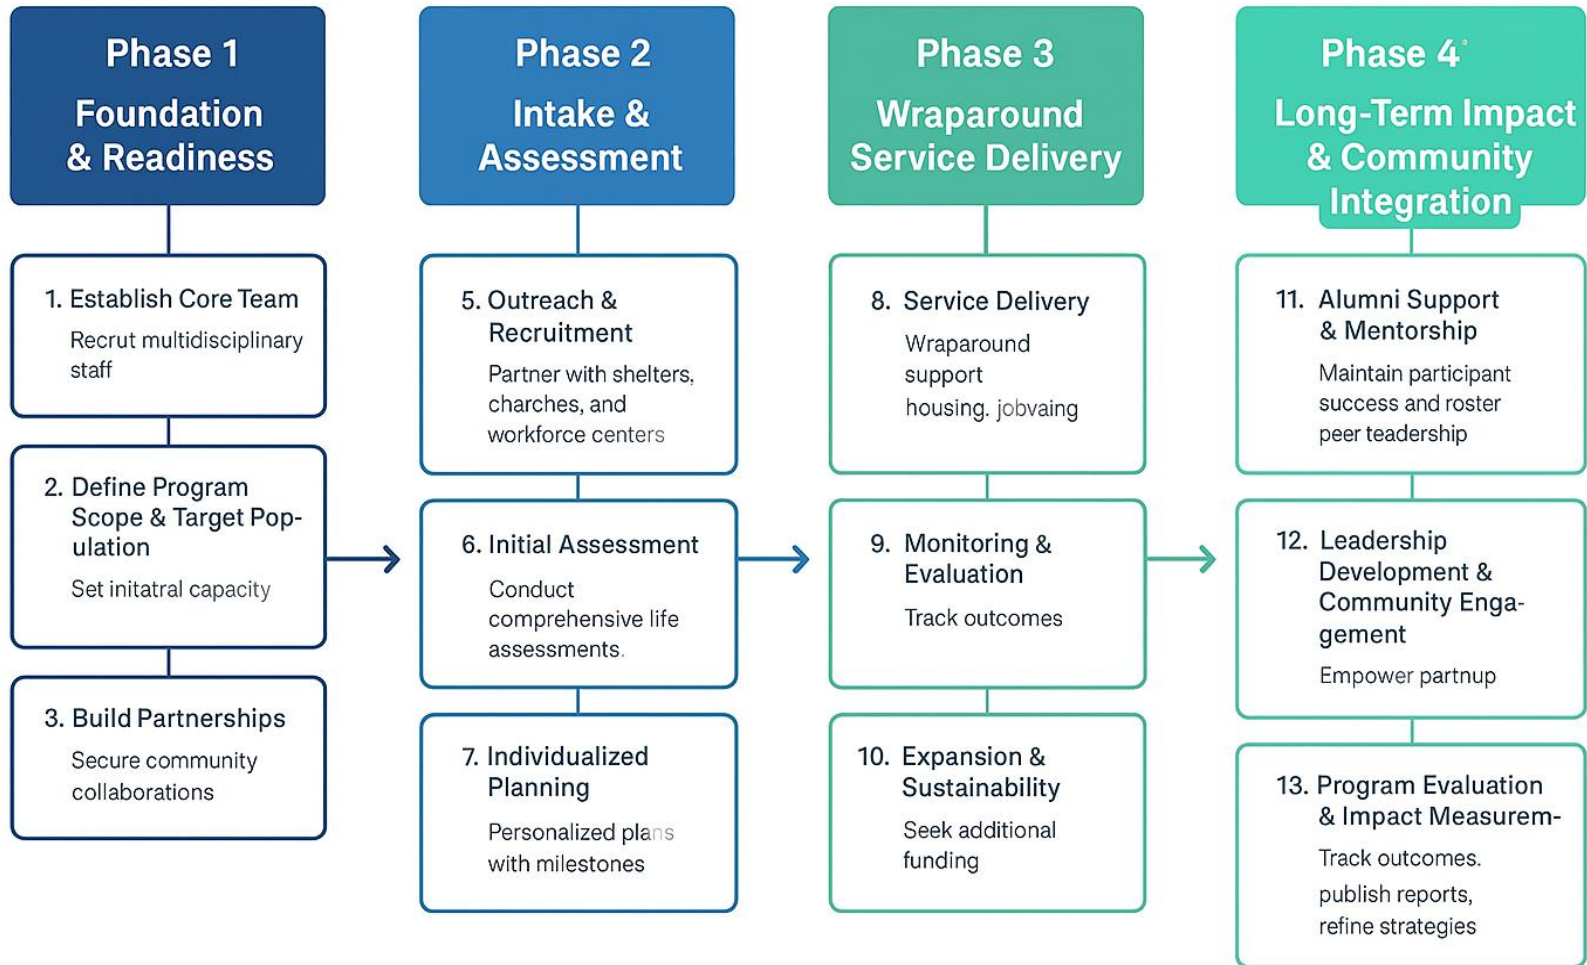 Phase 1
Foundation
& Readiness
1. Establish Core Team
Recrut multidisciplinary
staff
2. Define Program
Scope & Target Pop-
ulation
Set initatral capacity
3. Build Partnerships
Secure community
collaborations
Phase 2
Intake &
Assessment
5. Outreach &
Recruitment
Partner with shelters,
charches, and
workforce centers
6. Initial Assessment
Conduct
comprehensive life
assessments.
7. Individualized
Planning
Personalized plans
with milestones
Phase 3
Wraparound
Service Delivery
8. Service Delivery
Wraparound
support
housing. jobvaing
9. Monitoring &
Evaluation
Track outcomes
10. Expansion &
Sustainability
Seek additional
funding
Phase 4
Long-Term Impact
& Community
Integration
11. Alumni Support
& Mentorship
Maintain participant
success and roster
peer teadership
12. Leadership
Development &
Community Enga-
gement
Empower partnup
13. Program Evaluation
& Impact Measurem-
Track outcomes.
publish reports,
refine strategies